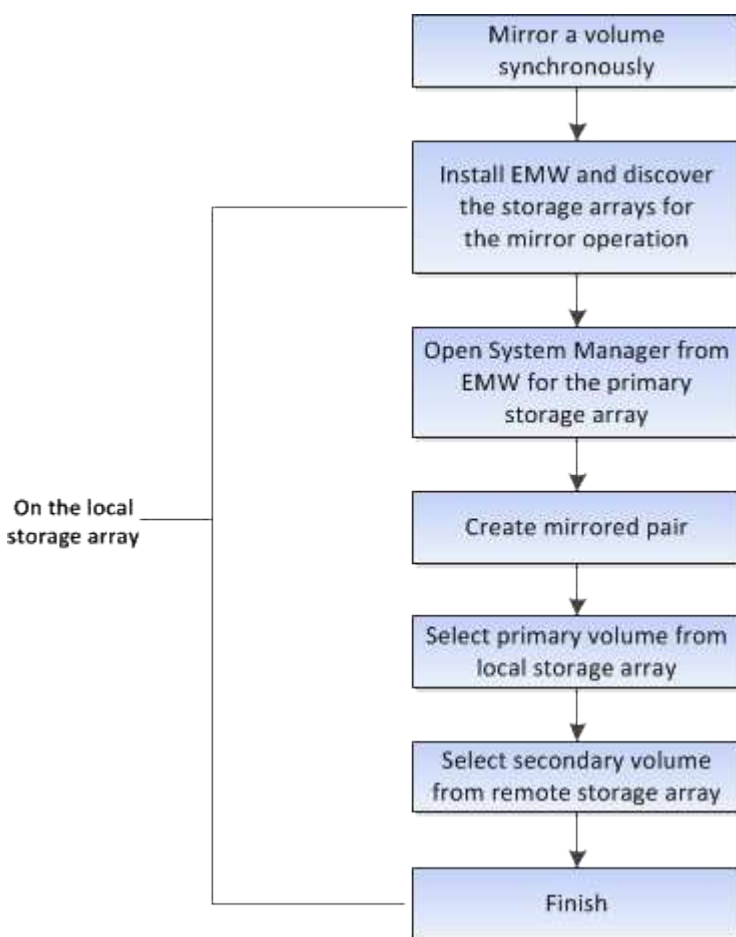 Mirror a volume
synchronously
Install EMW and discover
the storage arrays for
the mirror operation
Open System Manager from
EMW for the primary
storage array
On the local
storage array
Create mirrored pair
Select primary volume from
local storage array
Select secondary volume
from remote storage array
Finish